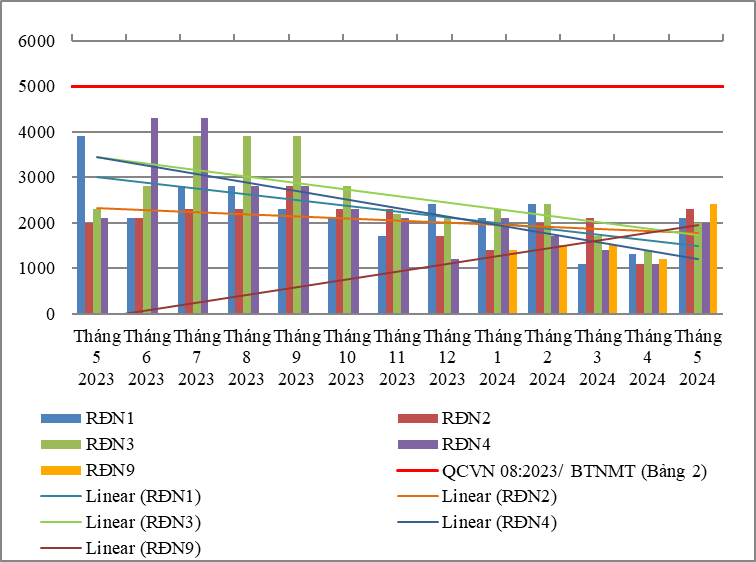 6000
5000
4000
3000
2000
1000
0
Tháng Tháng Tháng Tháng Tháng Tháng Tháng Tháng Tháng Tháng Tháng Tháng Tháng
5 6 7 8 9 10 11 12 1 2 3 4 5
2023 2023 2023 2023 2023 2023 2023 2023 2024 2024 2024 2024 2024
RĐN1 RĐN2
RĐN3 RĐN4
RĐN9 QCVN 08:2023/ BTNMT (Bảng 2)
Linear (RĐN1) Linear (RĐN2)
Linear (RĐN3) Linear (RĐN4)
Linear (RĐN9)